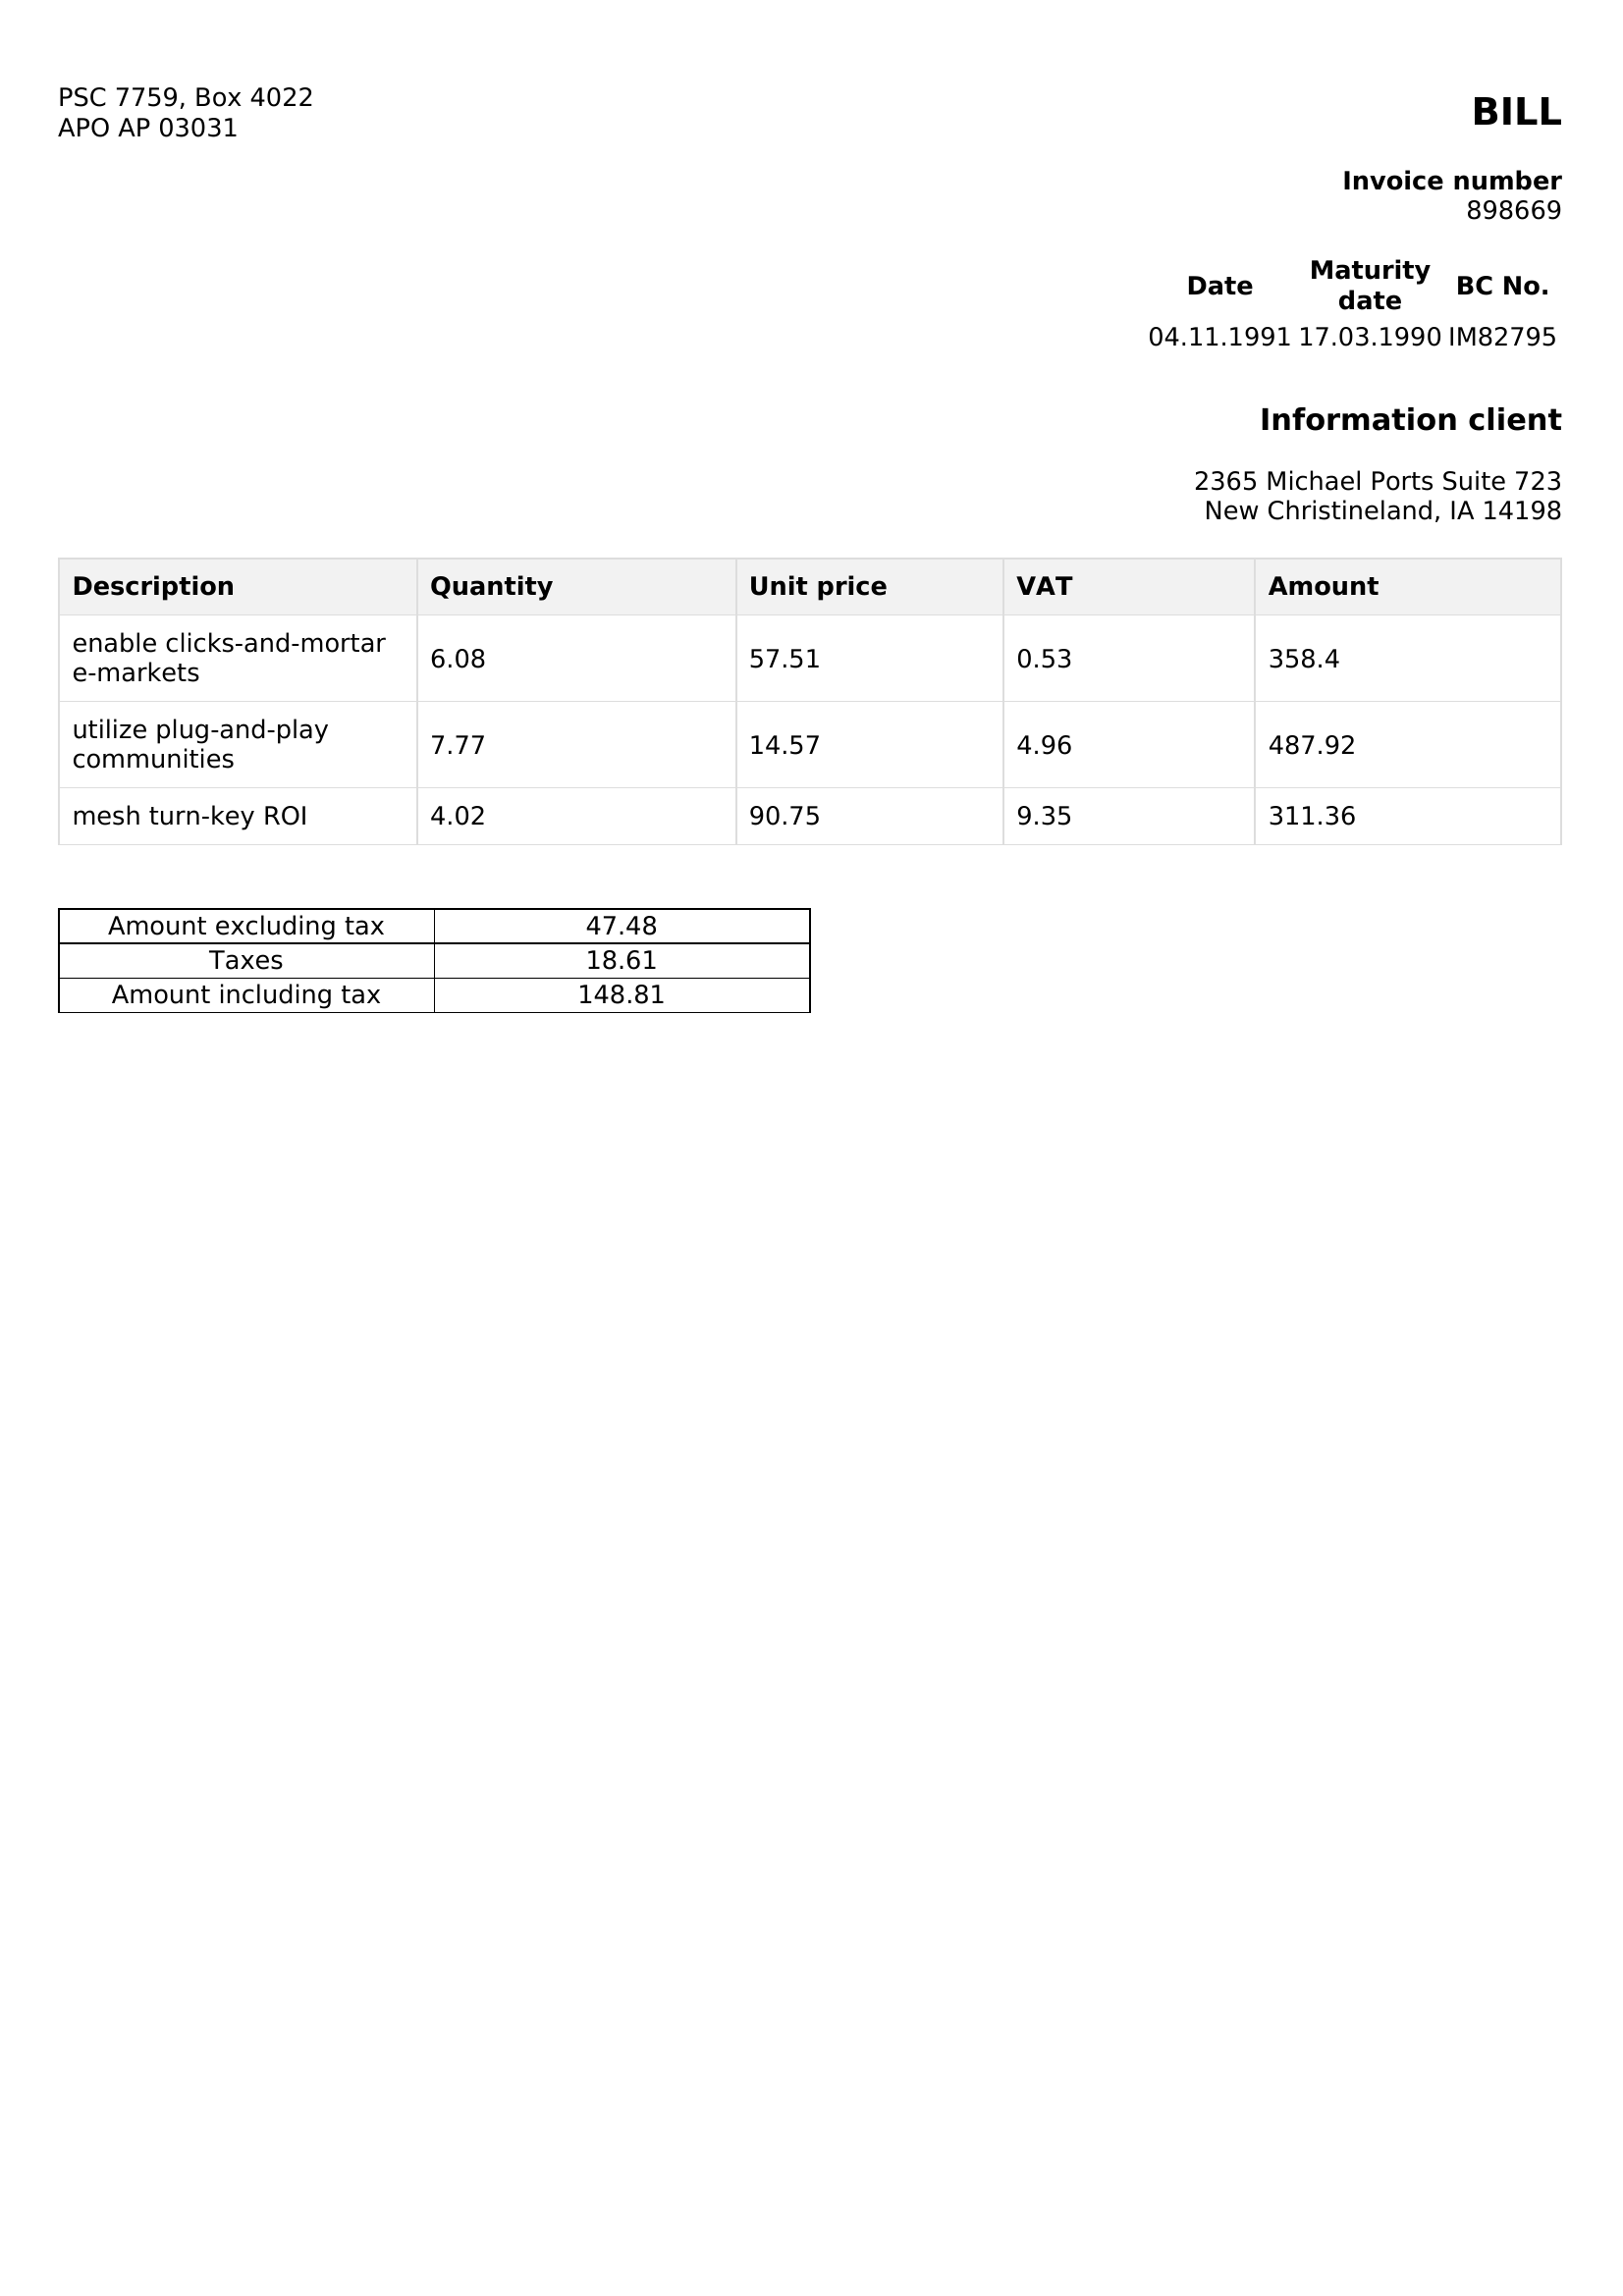 PSC 7759, Box 4022
APO AP 03031
BILL
Invoice number
898669
Date Maturity date BC No.
04.11.1991 17.03.1990 IM82795
Information client
2365 Michael Ports Suite 723
New Christineland, IA 14198
Description Quantity Unit price VAT Amount
enable clicks-and-mortar
e-markets 6.08 57.51 0.53 358.4
utilize plug-and-play
communities 7.77 14.57 4.96 487.92
mesh turn-key ROI 4.02 90.75 9.35 311.36
Amount excluding tax 47.48
Taxes 18.61
Amount including tax 148.81